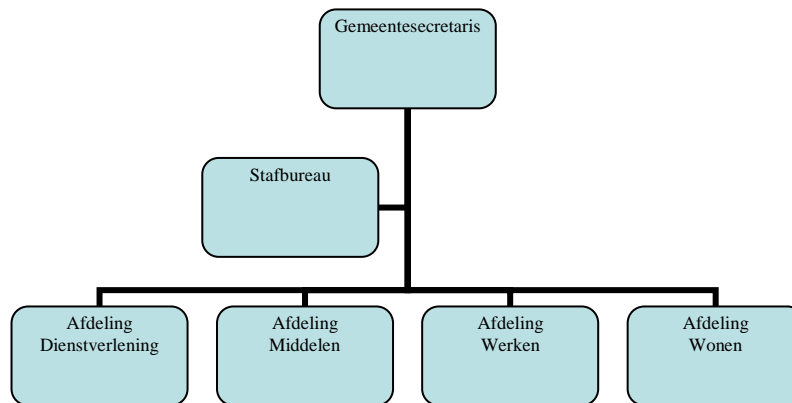 Gemeentesecretaris
Stafbureau
Afdeling
Dienstverlening
Afdeling
Middelen
Afdeling
Werken
Afdeling
Wonen